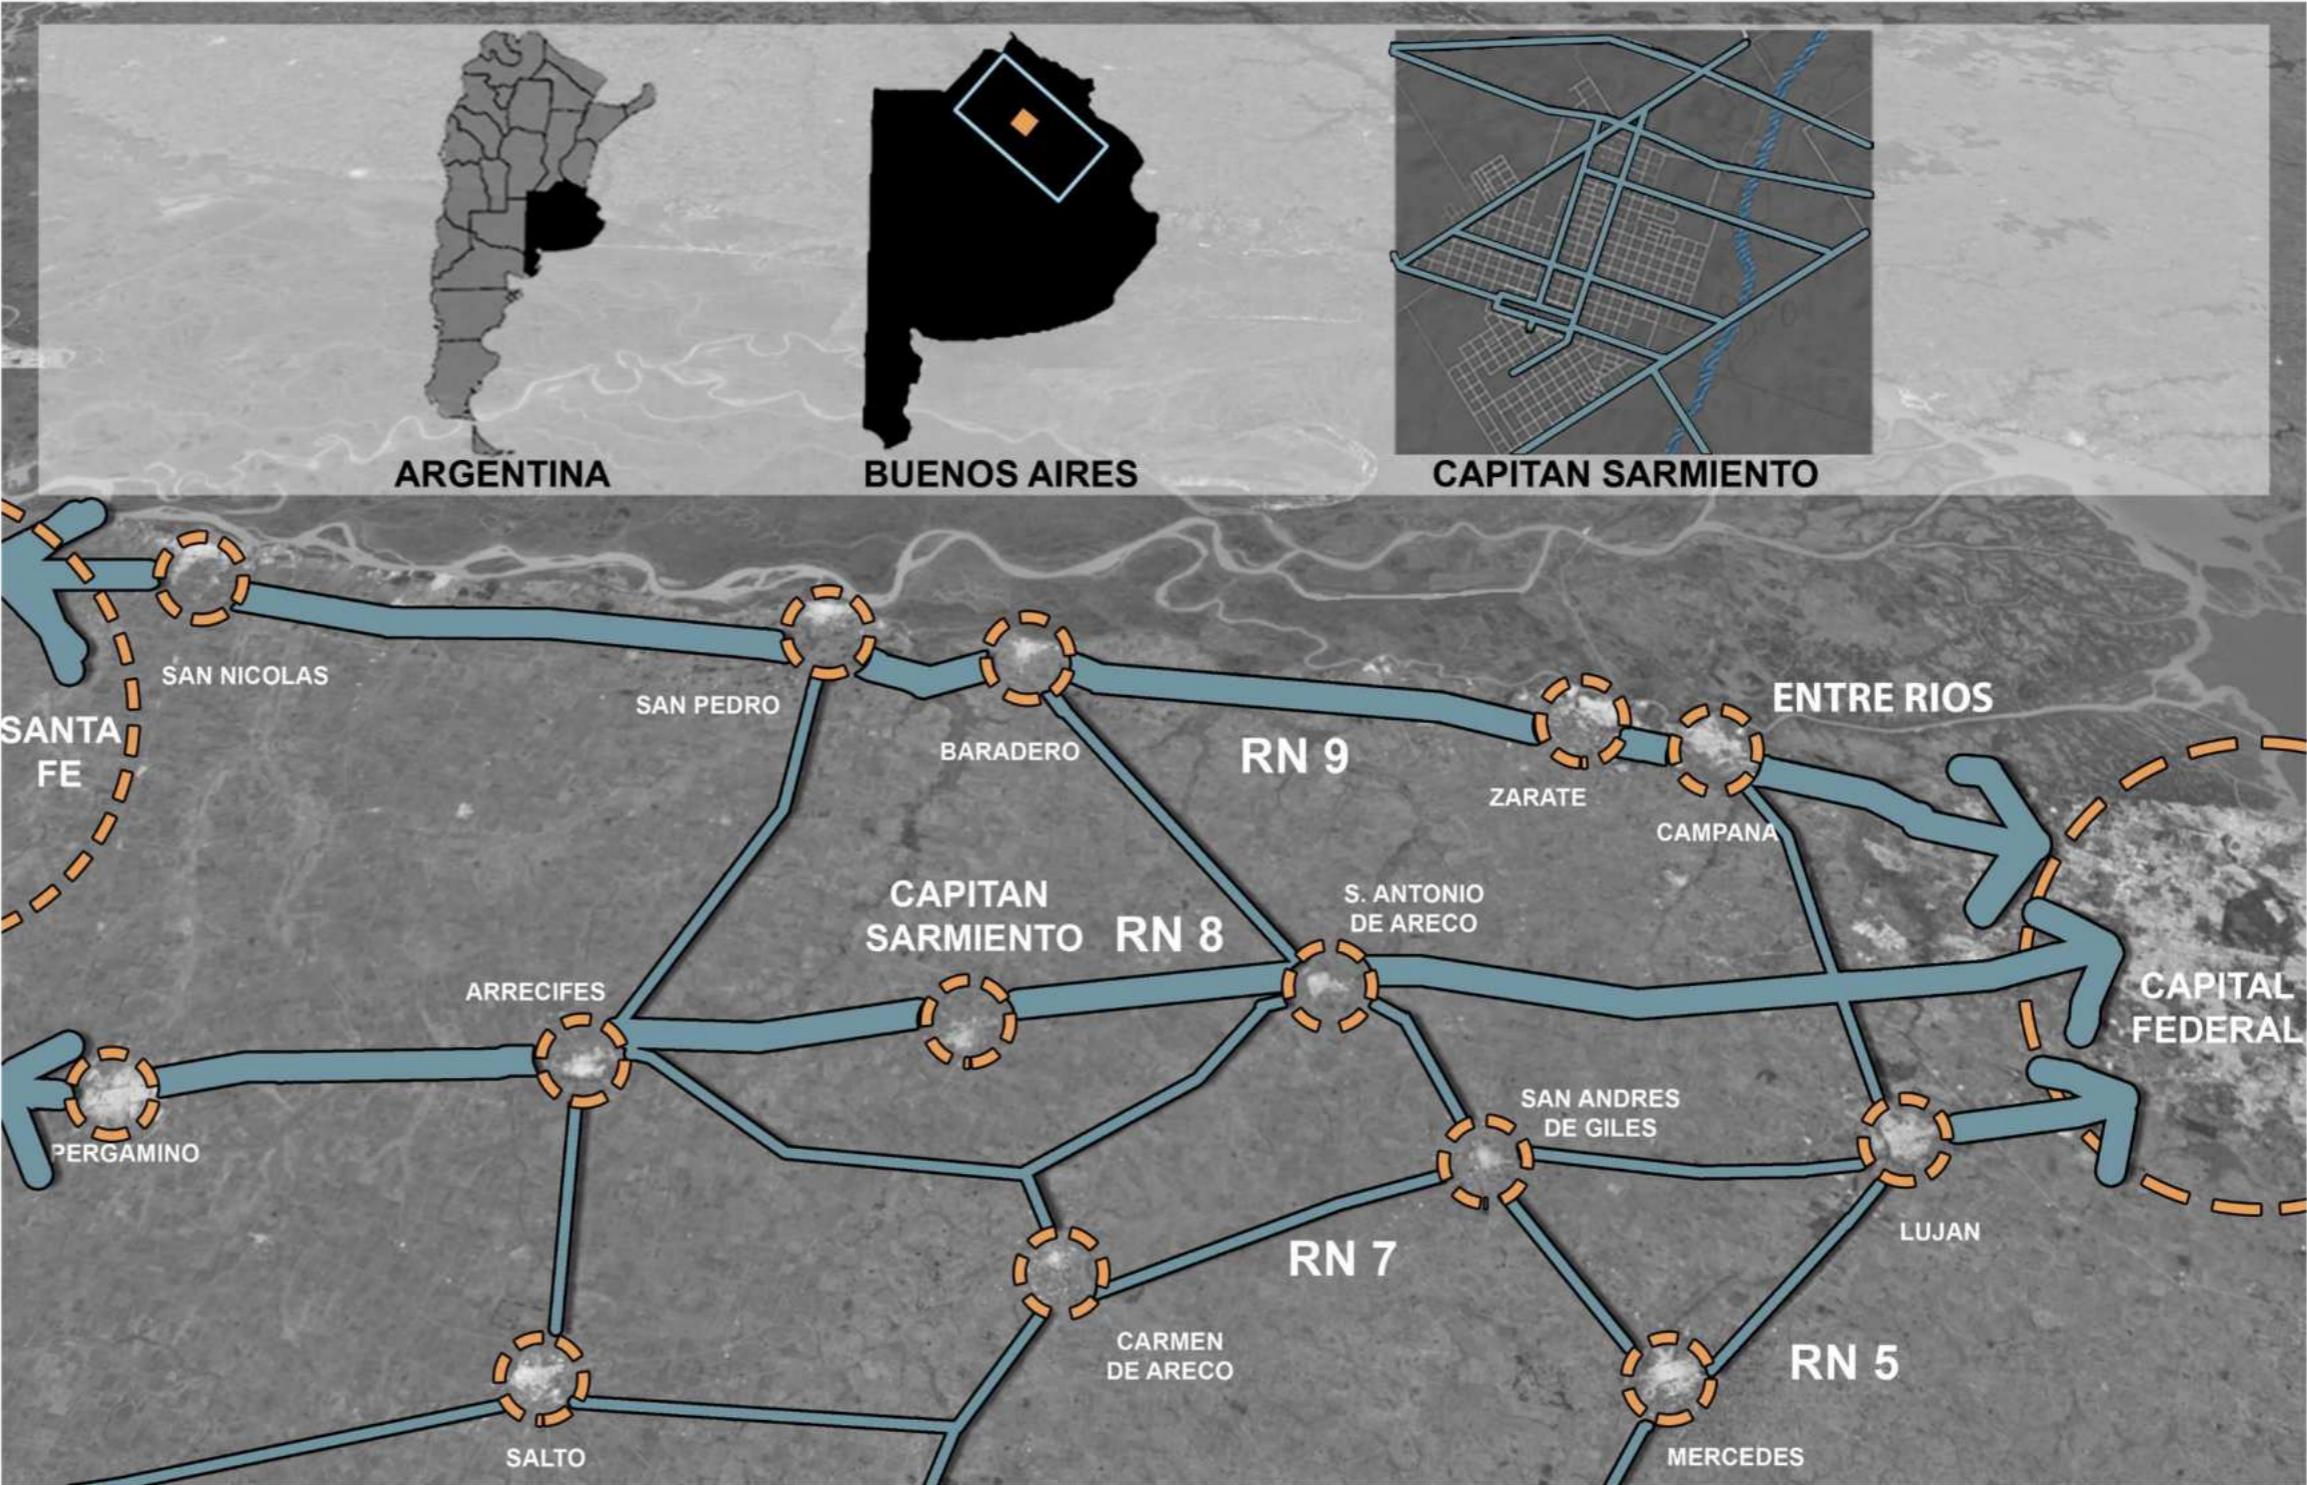 ARGENTINA
BUENOS AIRES
CAPITAN SARMIENTO
SAN NICOLAS
SANTA
FE
SAN PEDRO
BARADERO
RN 9
ENTRE RIOS
ZARATE
CAMPANA
CAPITAN
SARMIENTO
RN 8
S. ANTONIO
DE ARECO
ARRECIFES
CAPITAL
FEDERAL
PERGAMINO
SAN ANDRES
DE GILES
LUJAN
RN 7
CARMEN
DE ARECO
RN 5
SALTO
MERCEDES